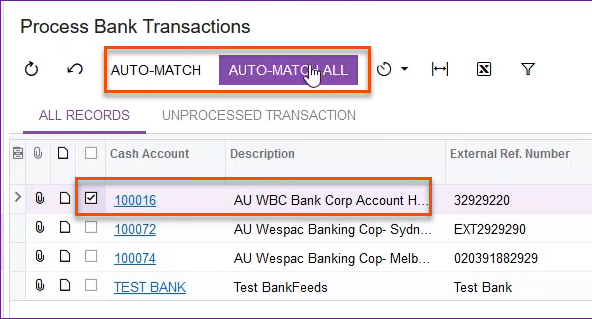 Process Bank Transactions
AUTO-MATCH AUTO-MATCH ALL
ALL RECORDS UNPROCESSED TRANSACTION
Cash Account Description External Ref. Number
100016 AU WBC Bank Corp Account H... 32929220
100072 AU Wespac Banking Cop- Sydn... EXT2929290
100074 AU Wespac Banking Cop- Melb... 020391882929
TEST BANK Test BankFeeds Test Bank